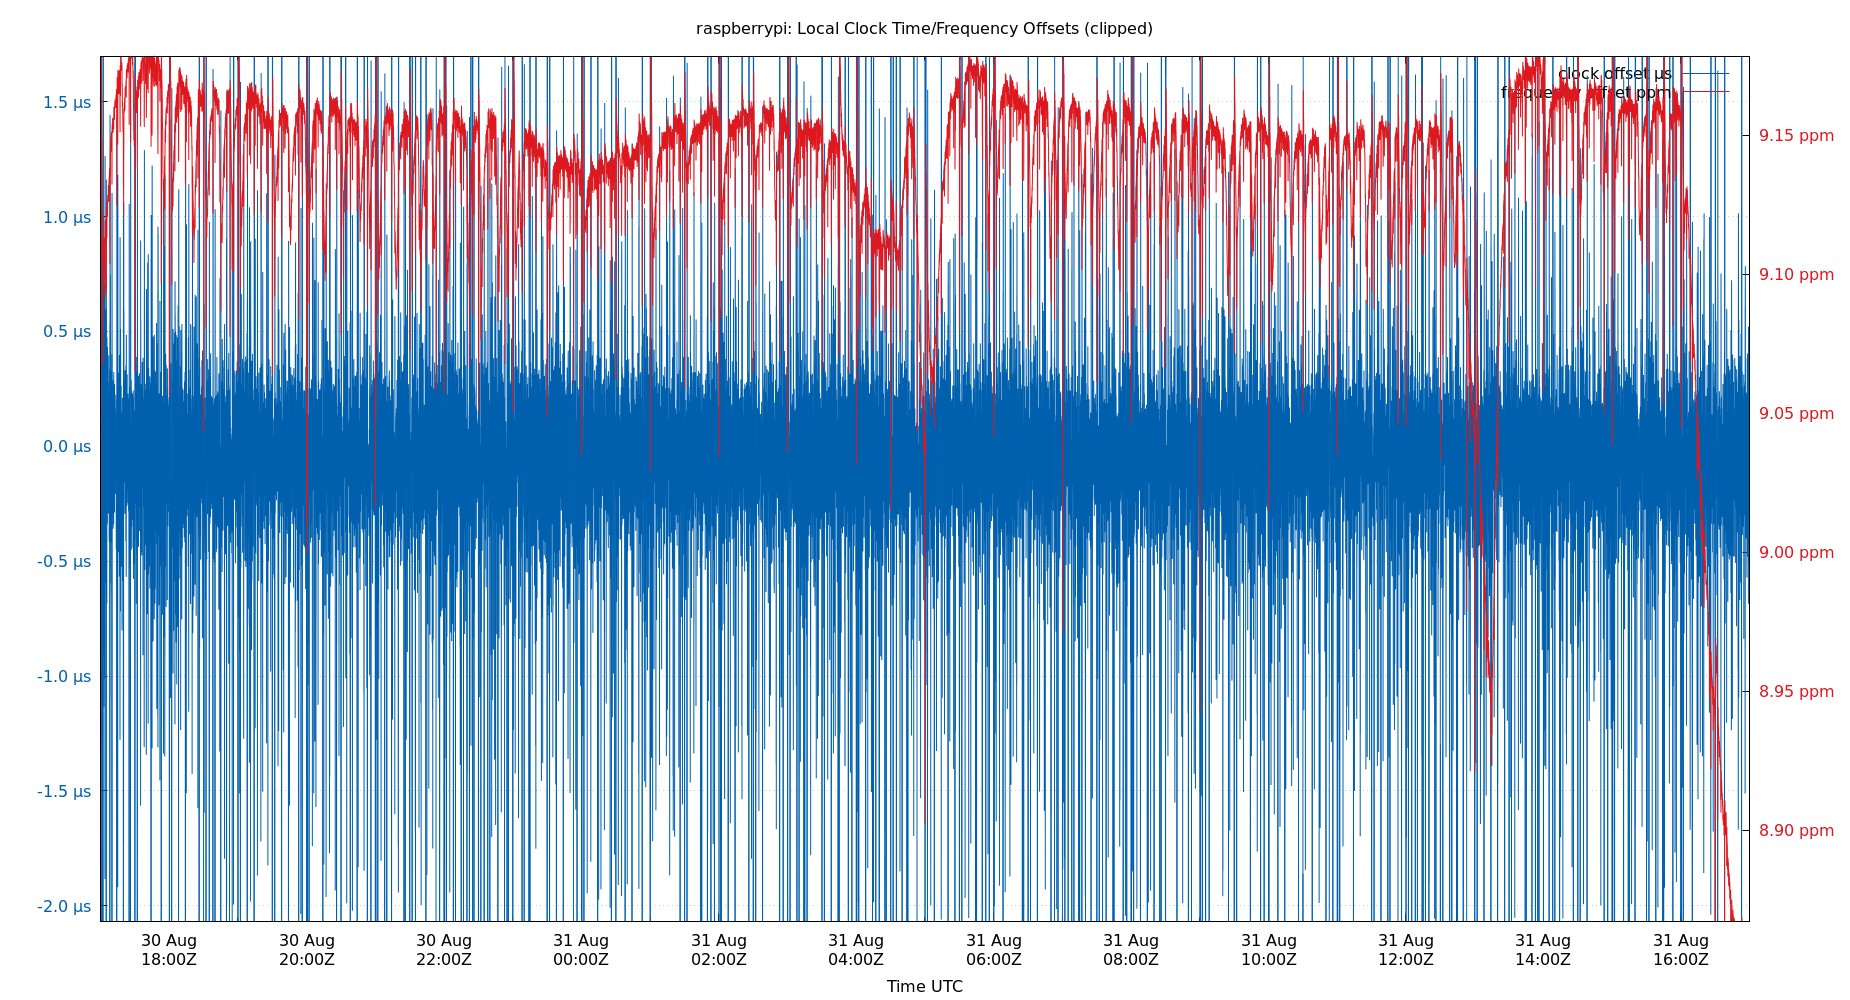 raspberrypi: Local Clock Time/Frequency Offsets (clipped)
clock offset µs
frequency offset ppm
1.5 µs
1.0 µs
0.5 µs
0.0 µs
-0.5 µs
-1.0 µs
-1.5 µs
-2.0 µs
9.15 ppm
9.10 ppm
9.05 ppm
9.00 ppm
8.95 ppm
8.90 ppm
30 Aug 30 Aug 30 Aug 31 Aug 31 Aug 31 Aug 31 Aug 31 Aug 31 Aug 31 Aug 31 Aug 31 Aug
18:00Z 20:00Z 22:00Z 00:00Z 02:00Z 04:00Z 06:00Z 08:00Z 10:00Z 12:00Z 14:00Z 16:00Z
Time UTC